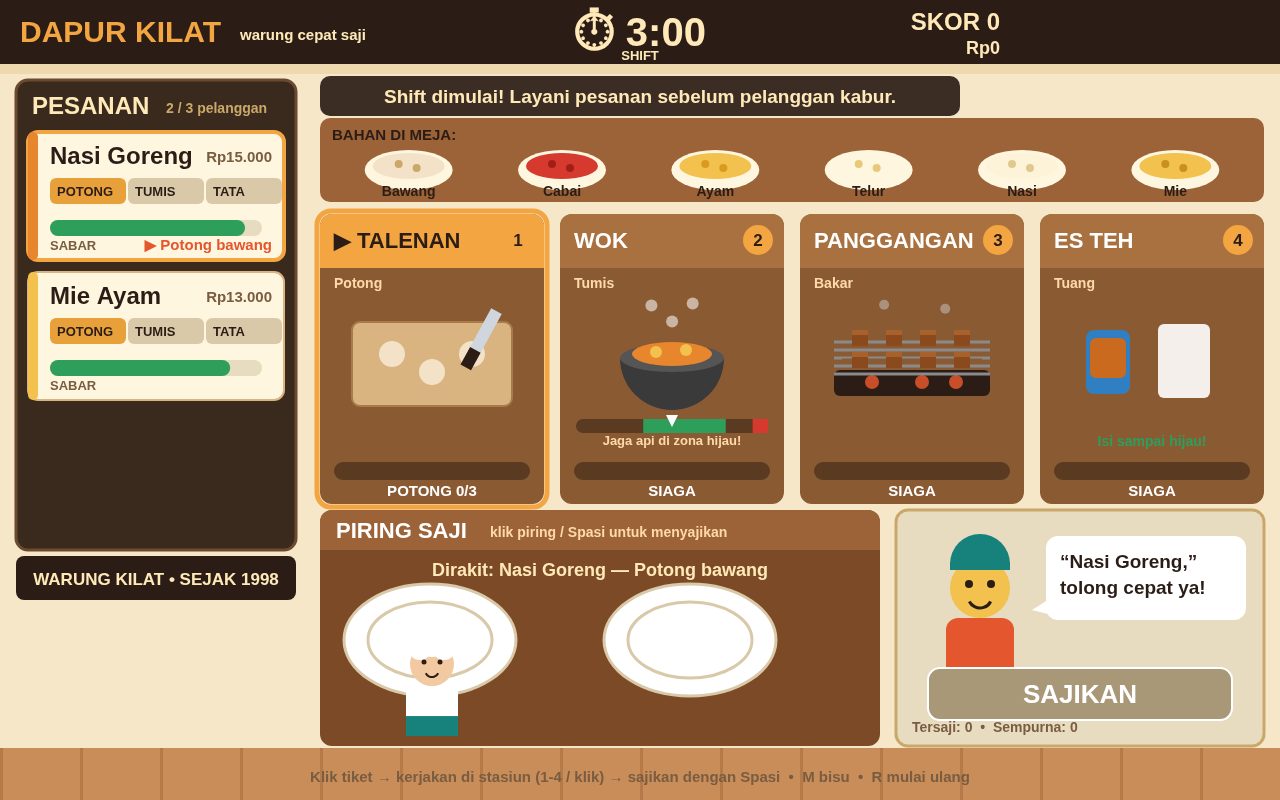 DAPUR KILAT warung cepat saji
3:00
SHIFT
SKOR 0
Rp0
PESANAN 2 / 3 pelanggan
Nasi Goreng Rp15.000
POTONG TUMIS TATA
SABAR ▶ Potong bawang
Mie Ayam Rp13.000
POTONG TUMIS TATA
SABAR
WARUNG KILAT • SEJAK 1998
Shift dimulai! Layani pesanan sebelum pelanggan kabur.
BAHAN DI MEJA:
Bawang Cabai Ayam Telur Nasi Mie
▶ TALENAN 1
Potong
POTONG 0/3
WOK 2
Tumis
Jaga api di zona hijau!
SIAGA
PANGGANGAN 3
Bakar
SIAGA
ES TEH 4
Tuang
Isi sampai hijau!
SIAGA
PIRING SAJI klik piring / Spasi untuk menyajikan
Dirakit: Nasi Goreng — Potong bawang
“Nasi Goreng,”
tolong cepat ya!
SAJIKAN
Tersaji: 0 • Sempurna: 0
Klik tiket → kerjakan di stasiun (1-4 / klik) → sajikan dengan Spasi • M bisu • R mulai ulang